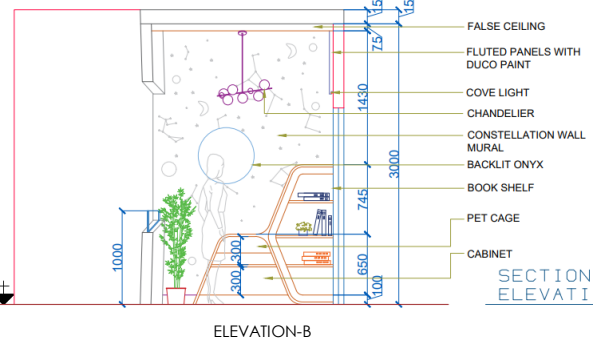 15
15
75
FALSE CEILING
FLUTED PANELS WITH
DUCO PAINT
1430
COVE LIGHT
CHANDELIER
CONSTELLATION WALL
MURAL
3000
BACKLIT ONYX
745
BOOK SHELF
PET CAGE
1000
300
650
CABINET
300
100
SECTION
ELEVATI
ELEVATION-B